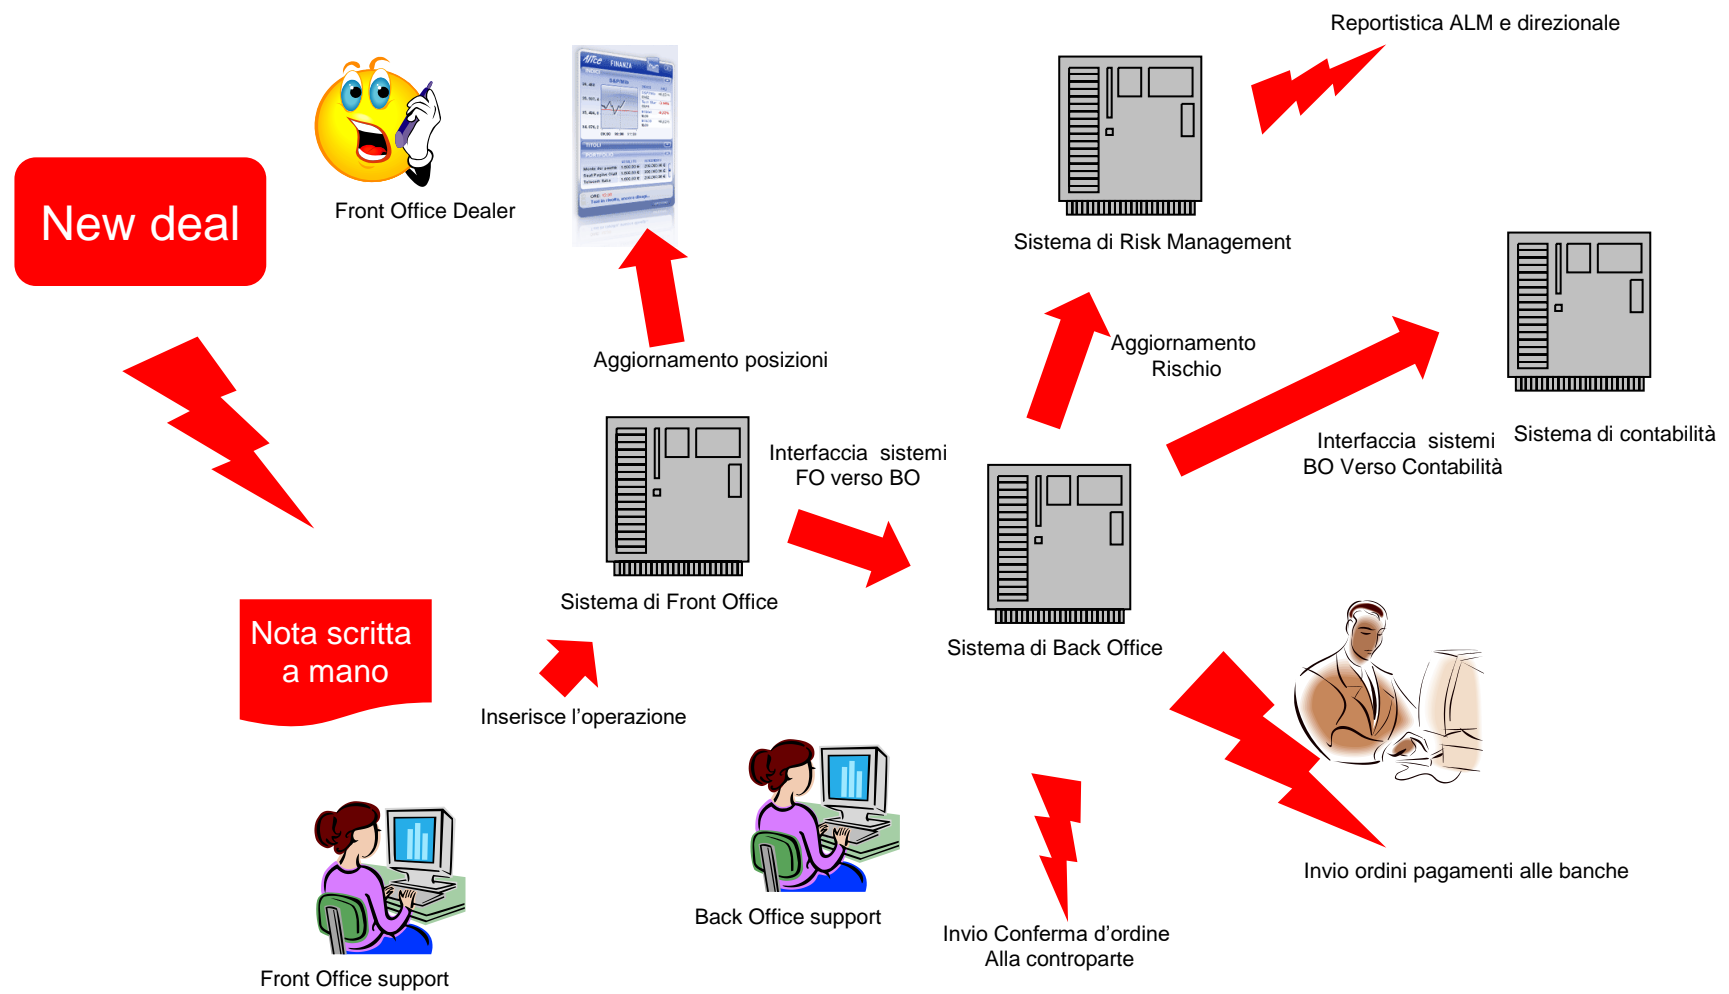 Reportistica ALM e direzionale
New deal
Front Office Dealer
FINANZA
TITOLI
Sistema di Risk Management
Aggiornamento posizioni
Aggiornamento
Rischio
Interfaccia sistemi
FO verso BO
Interfaccia sistemi
BO Verso Contabilità
Sistema di contabilità
Sistema di Front Office
Sistema di Back Office
Nota scritta
a mano
Inserisce l’operazione
Back Office support
Front Office support
Invio Conferma d’ordine
Alla controparte
Invio ordini pagamenti alle banche